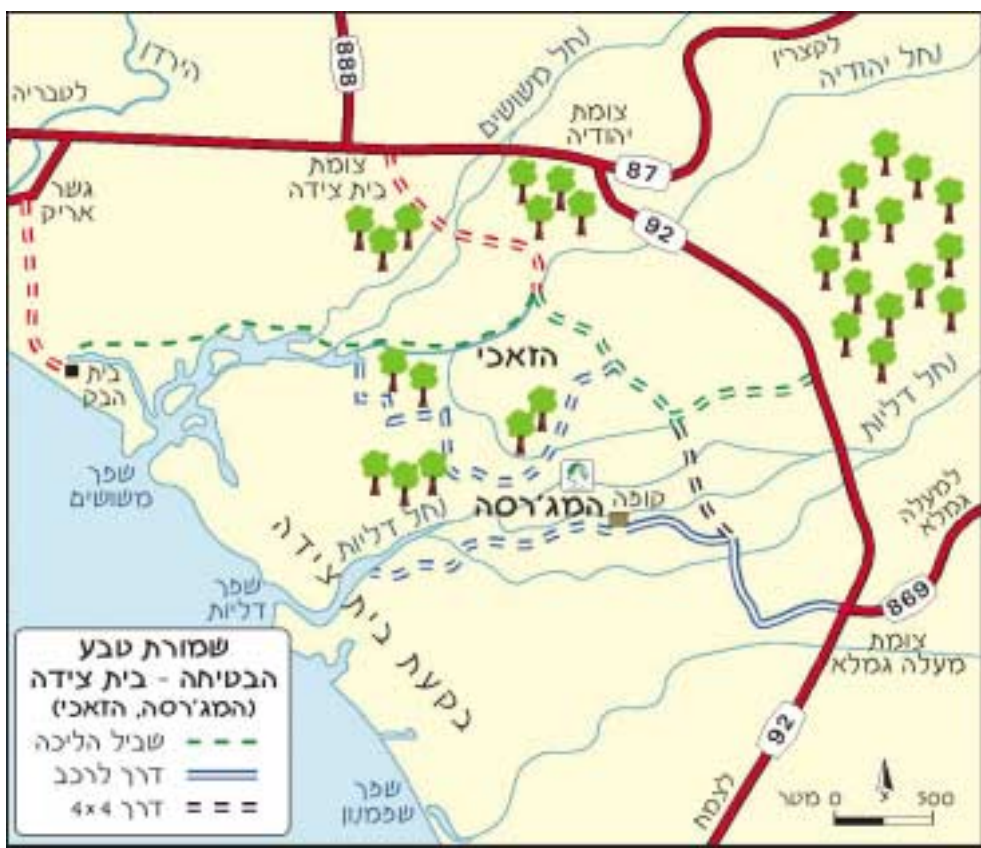 הירדן
לטבריה
888
נחל משושים
לקצרין
נחל יהודיה
צומת
יהודיה
87
92
צומת
בית צידה
גשר
אריק
בית
הבק
הזאכי
נחל דליות
שפך
משושים
קופה
המג'רסה
נחל דליות
למעלה
גמלא
869
צומת
מעלה גמלא
שפך
דליות
בקעת בית צידה
92
לצמח
שפך
שפמנון
שמורת טבע
הבטיחה - בית צידה
(המג'רסה, הזאכי)
שביל הליכה
דרך לרכב
דרך 4x4
500 0 מטר